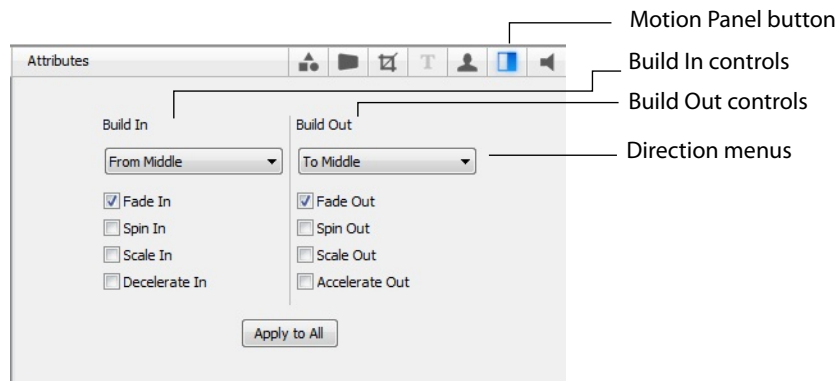 Motion Panel button
Attributes
T
Build In controls
Build Out controls
Build In
Build Out
Direction menus
From Middle
To Middle
Fade In
Fade Out
Spin In
Spin Out
Scale In
Scale Out
Decelerate In
Accelerate Out
Apply to All